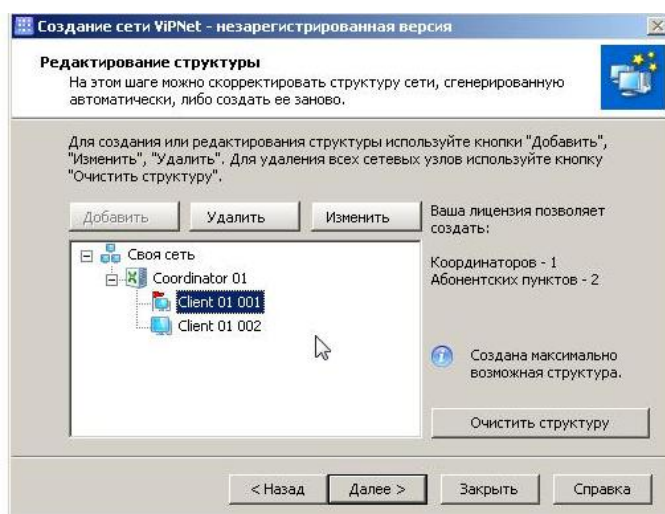 Создание сети ViPNet - незарегистрированная версия
Редактирование структуры
На этом шаге можно скорректировать структуру сети, сгенерированную
автоматически, либо создать ее заново.
Для создания или редактирования структуры используйте кнопки "Добавить",
"Изменить", "Удалить". Для удаления всех сетевых узлов используйте кнопку
"Очистить структуру".
Добавить Удалить Изменить
Ваша лицензия позволяет
создать:
Координаторов - 1
Абонентских пунктов - 2
Своя сеть
Coordinator 01
Client 01 001
Client 01 002
Создана максимально
возможная структура.
Очистить структуру
< Назад Далее > Закрыть Справка